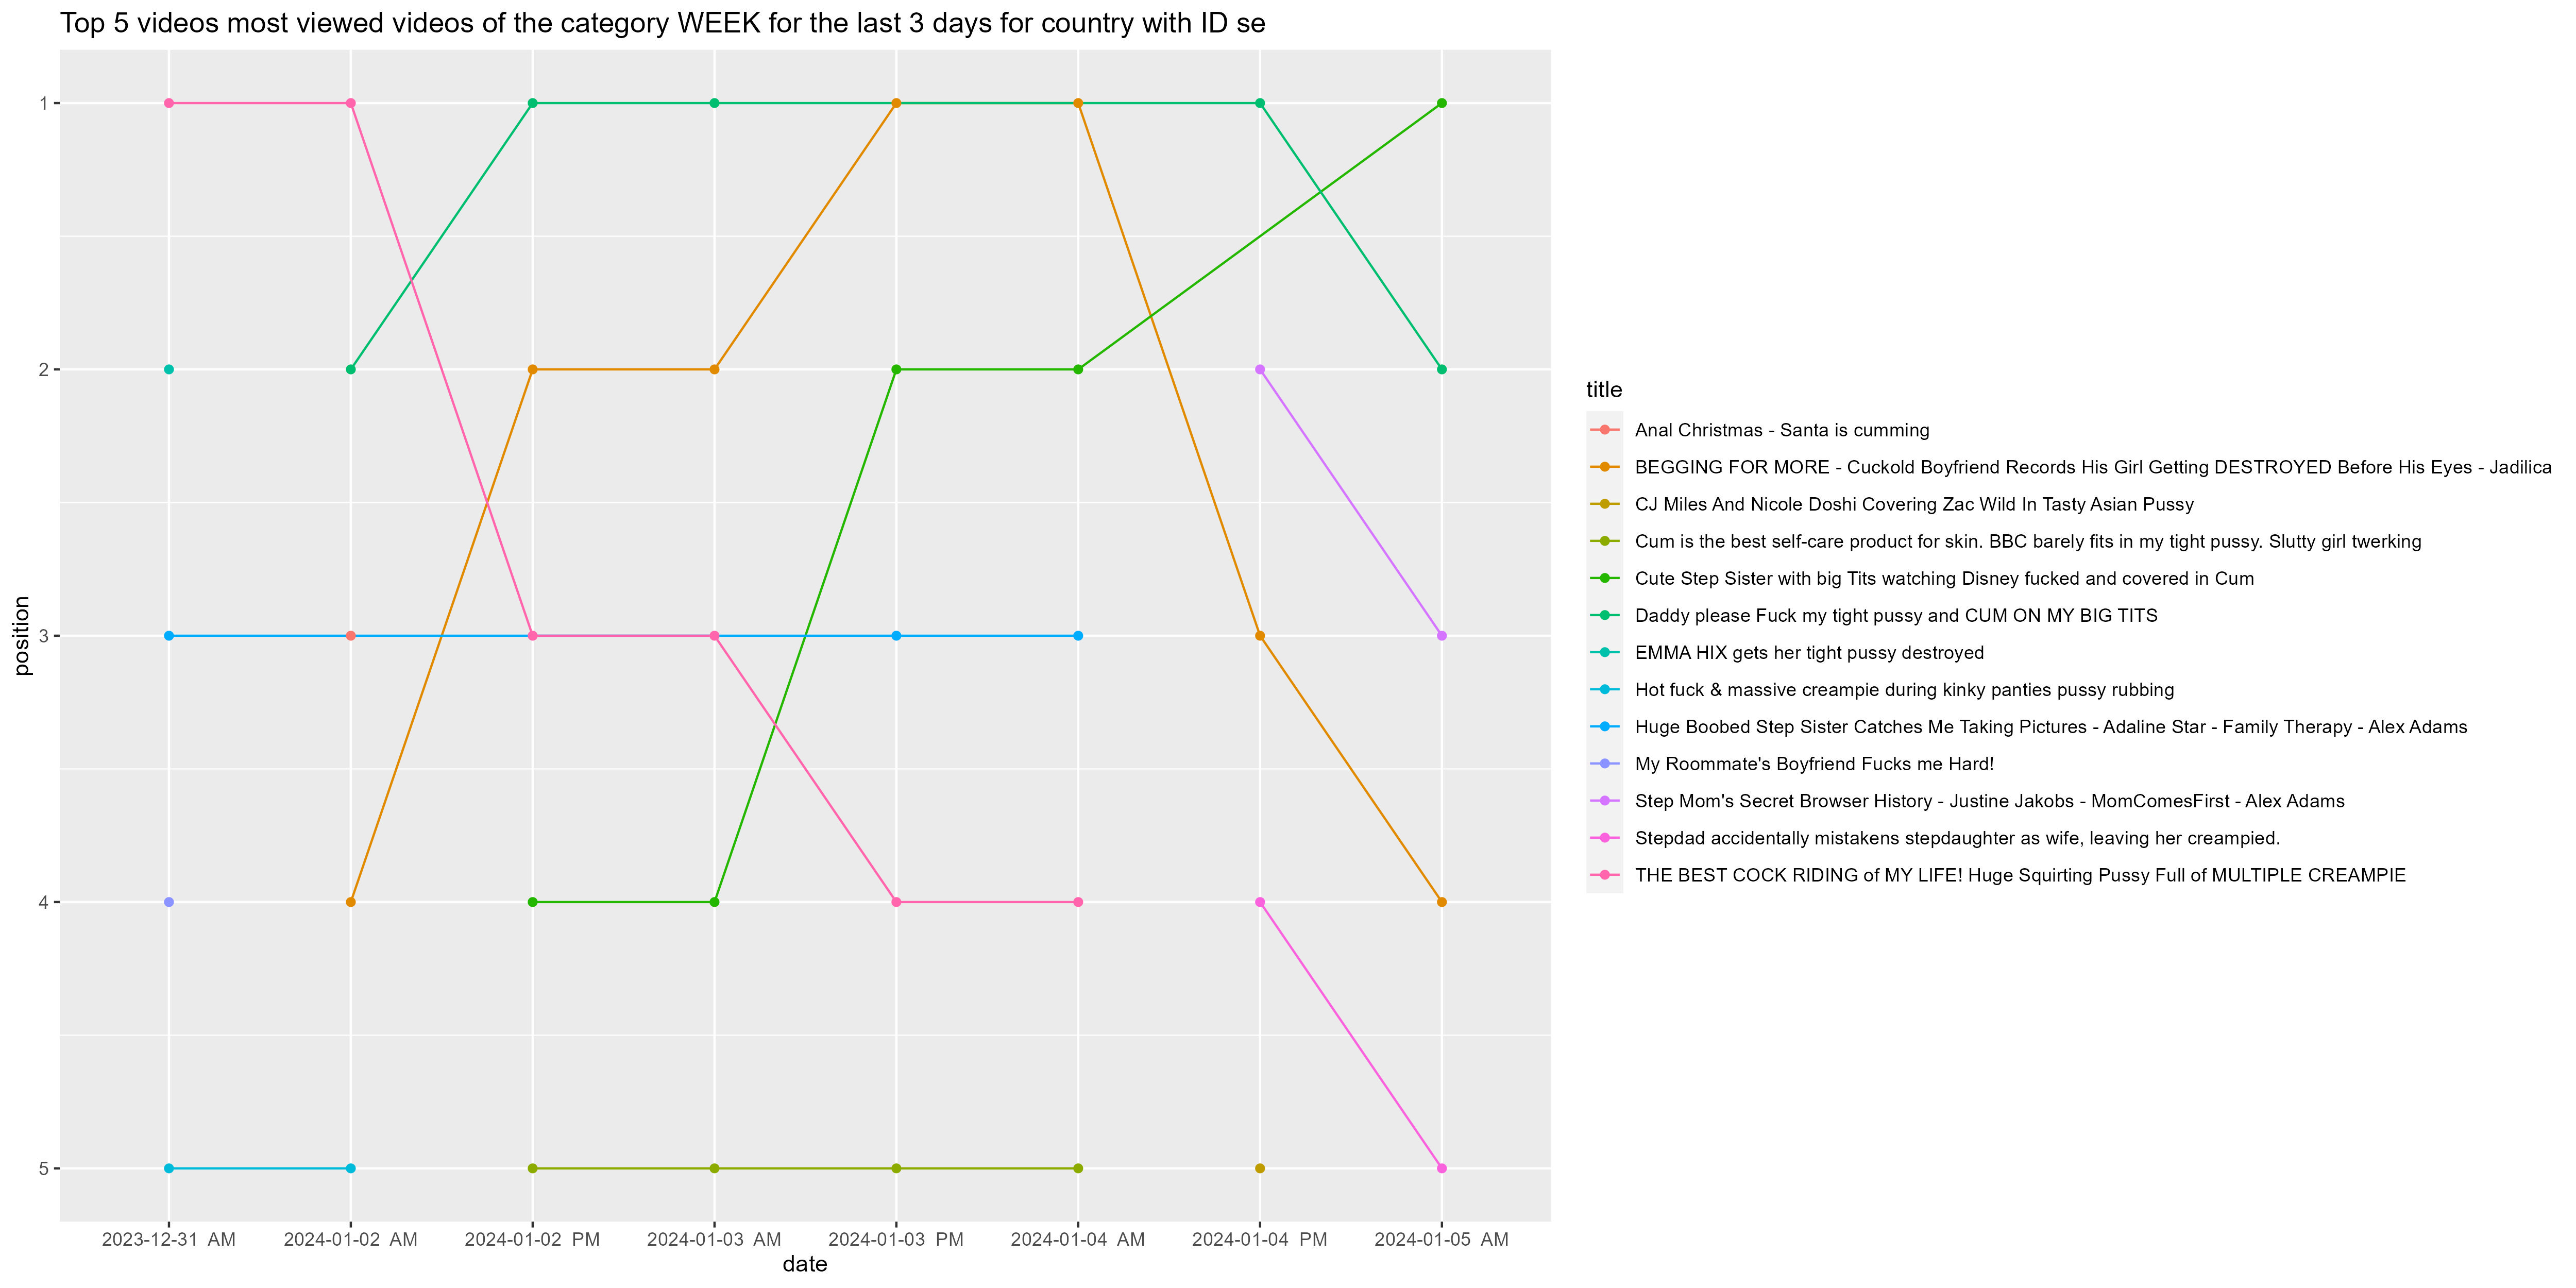 Top 5 videos most viewed videos of the category WEEK for the last 3 days for country with ID se
position
1
2
3
4
5
2023-12-31 AM
2024-01-02 AM
2024-01-02 PM
2024-01-03 AM
2024-01-03 PM
2024-01-04 AM
2024-01-04 PM
2024-01-05 AM
date
title
Anal Christmas - Santa is cumming
BEGGING FOR MORE - Cuckold Boyfriend Records His Girl Getting DESTROYED Before His Eyes - Jadilica
CJ Miles And Nicole Doshi Covering Zac Wild In Tasty Asian Pussy
Cum is the best self-care product for skin. BBC barely fits in my tight pussy. Slutty girl twerking
Cute Step Sister with big Tits watching Disney fucked and covered in Cum
Daddy please Fuck my tight pussy and CUM ON MY BIG TITS
EMMA HIX gets her tight pussy destroyed
Hot fuck & massive creampie during kinky panties pussy rubbing
Huge Boobed Step Sister Catches Me Taking Pictures - Adaline Star - Family Therapy - Alex Adams
My Roommate's Boyfriend Fucks me Hard!
Step Mom's Secret Browser History - Justine Jakobs - MomComesFirst - Alex Adams
Stepdad accidentally mistakens stepdaughter as wife, leaving her creampied.
THE BEST COCK RIDING of MY LIFE! Huge Squirting Pussy Full of MULTIPLE CREAMPIE